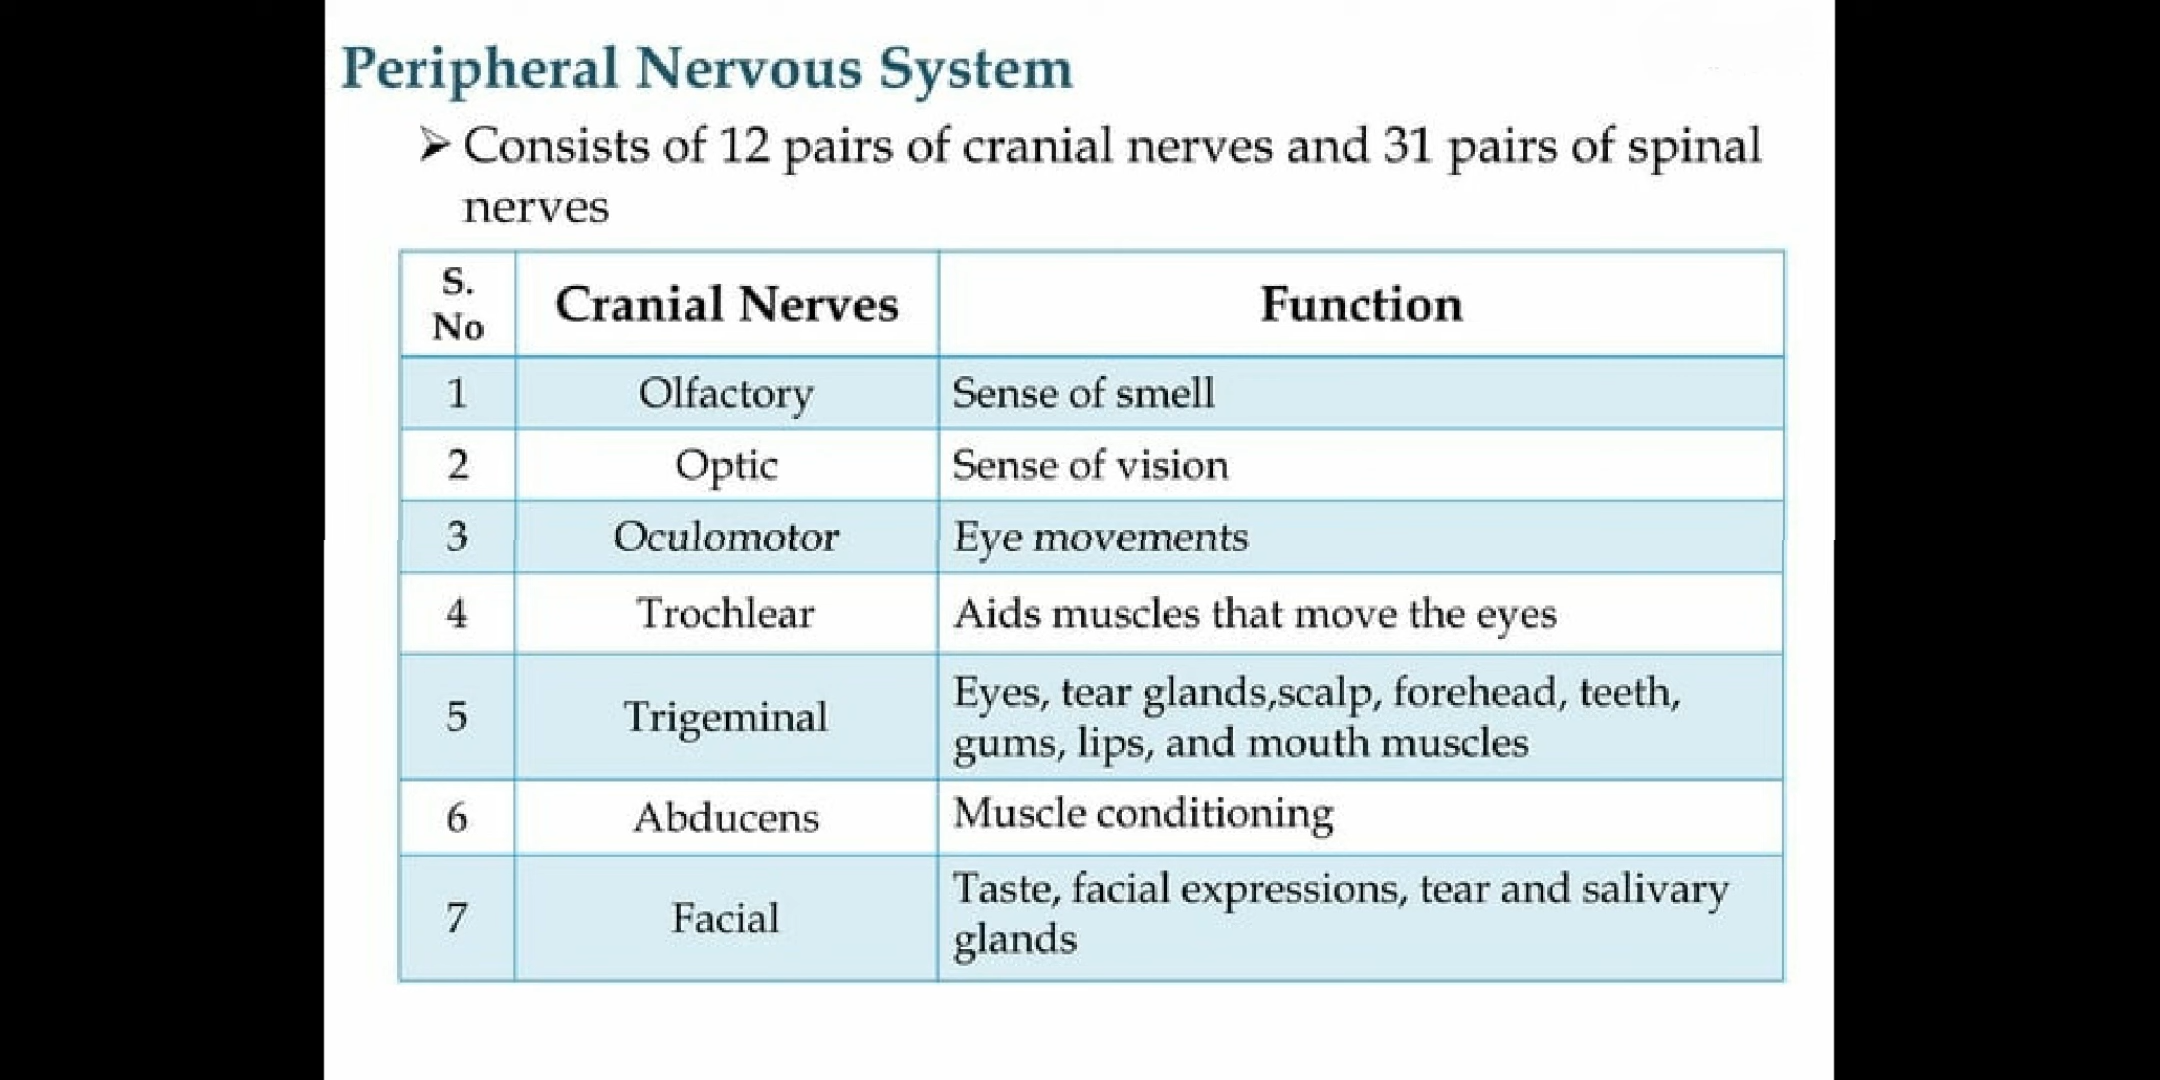 Peripheral Nervous System
➢ Consists of 12 pairs of cranial nerves and 31 pairs of spinal
nerves
S.
No
Cranial Nerves
Function
1
Olfactory
Sense of smell
2
Optic
Sense of vision
3
Oculomotor
Eye movements
4
Trochlear
Aids muscles that move the eyes
5
Trigeminal
Eyes, tear glands,scalp, forehead, teeth,
gums, lips, and mouth muscles
6
Abducens
Muscle conditioning
7
Facial
Taste, facial expressions, tear and salivary
glands